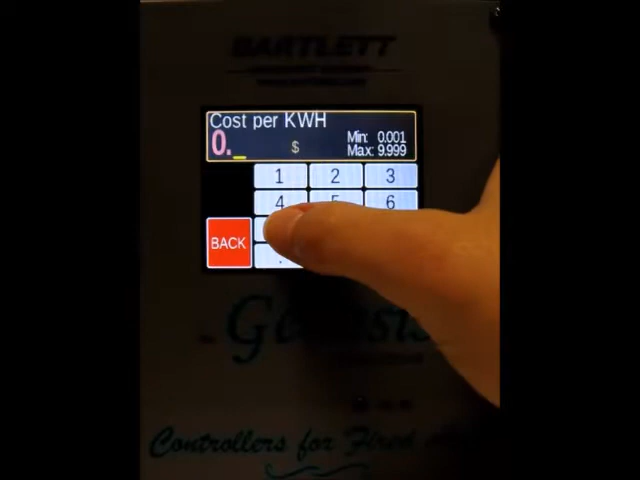 BARTLETT
Cost per KWH
0._
$
Min: 0.001
Max: 9.999
1 2 3
4 5 6
BACK
.
Controllers for Fired